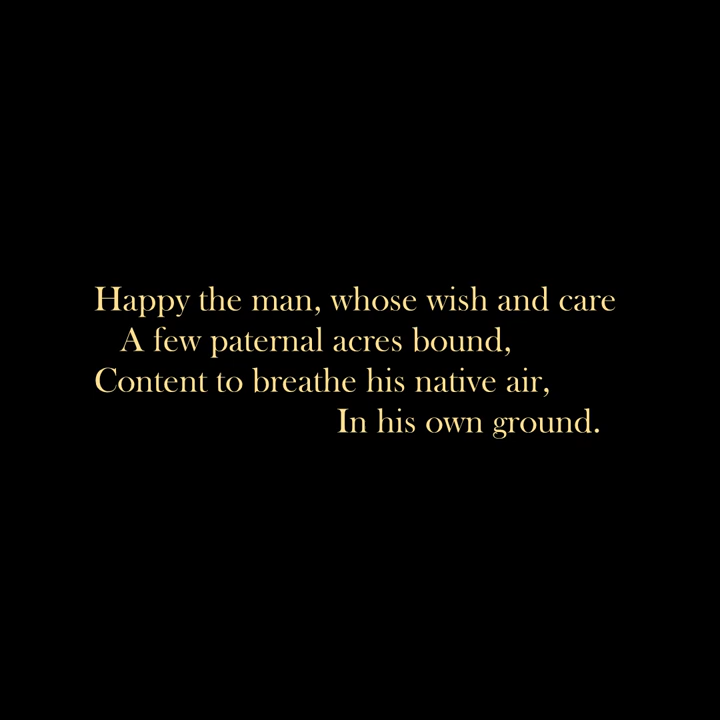 Happy the man, whose wish and care
A few paternal acres bound,
Content to breathe his native air,
In his own ground.